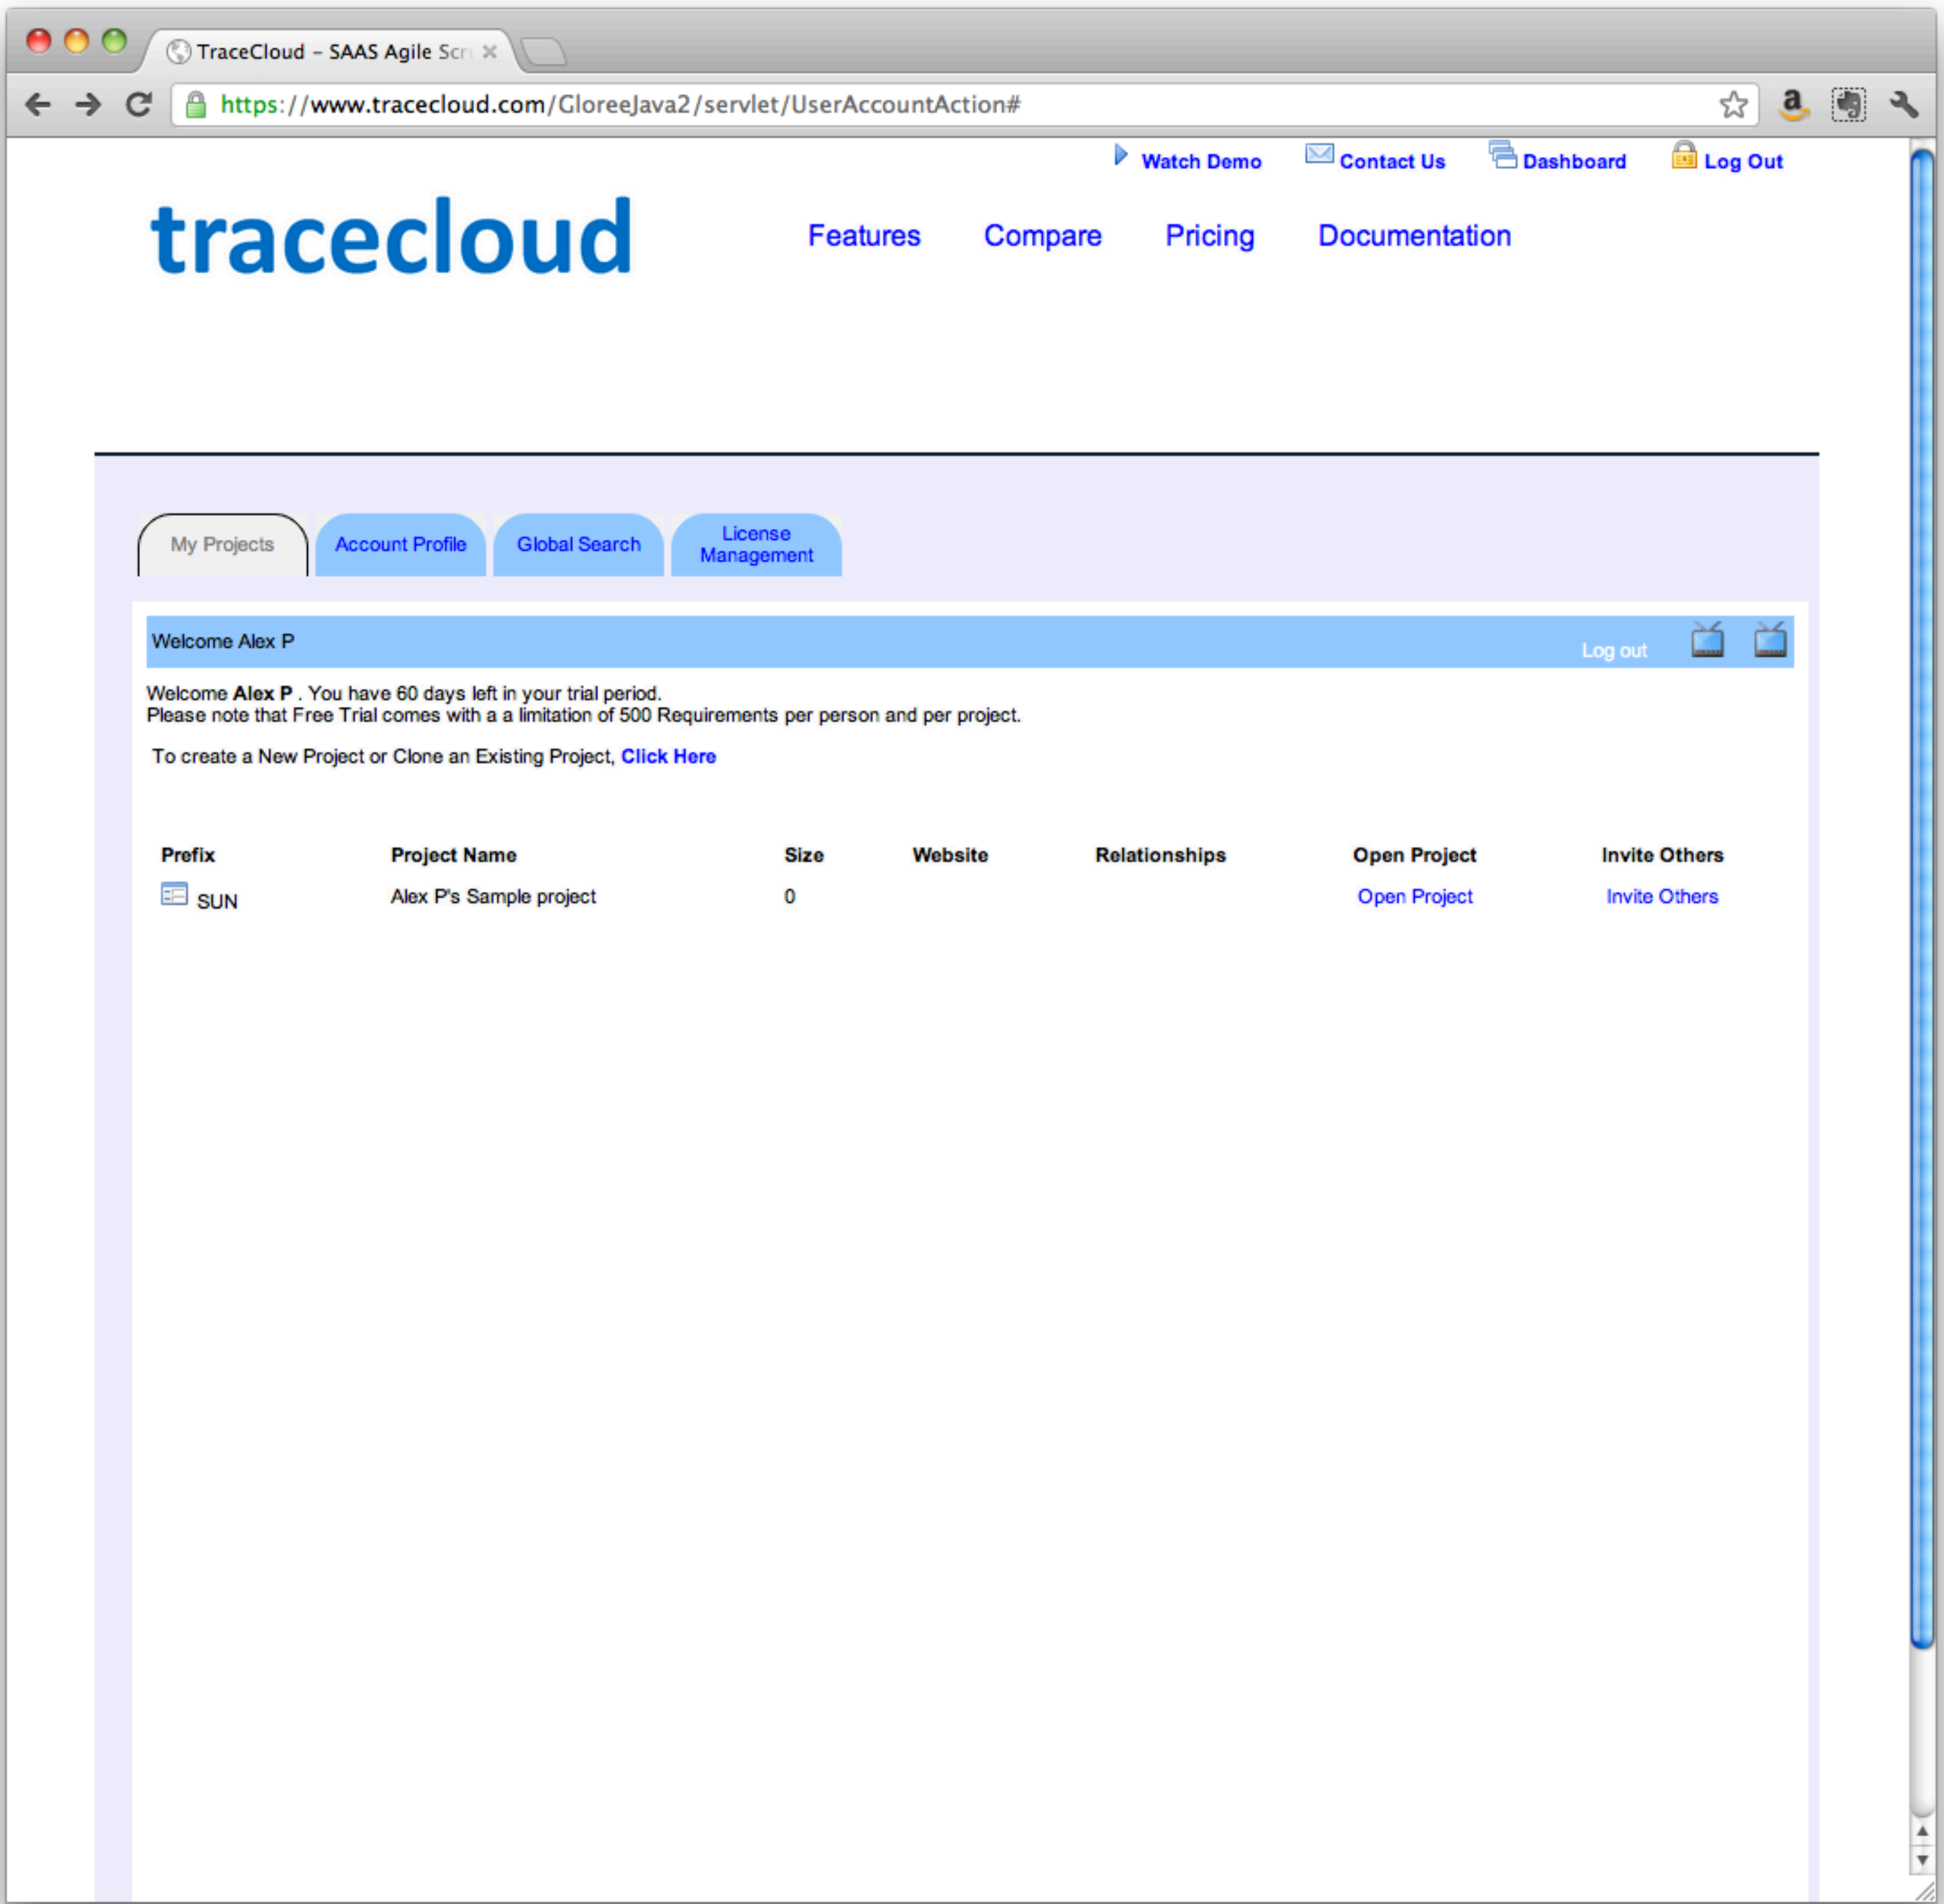 TraceCloud – SAAS Agile Scr
https://www.tracecloud.com/GloreeJava2/servlet/UserAccountAction#
Watch Demo Contact Us Dashboard Log Out
tracecloud
Features Compare Pricing Documentation
My Projects Account Profile Global Search License Management
Welcome Alex P Log out
Welcome Alex P . You have 60 days left in your trial period.
Please note that Free Trial comes with a a limitation of 500 Requirements per person and per project.
To create a New Project or Clone an Existing Project, Click Here
Prefix Project Name Size Website Relationships Open Project Invite Others
SUN Alex P's Sample project 0 Open Project Invite Others